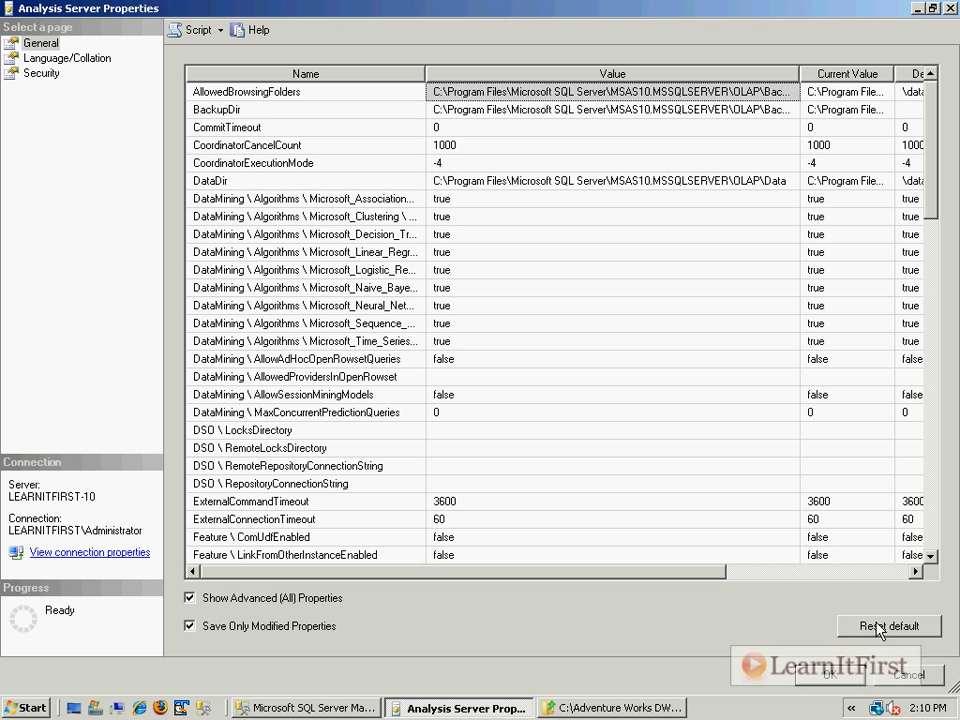 Analysis Server Properties
Select a page
General
Language/Collation
Security
Script Help
Name Value Current Value De
AllowedBrowsingFolders C:\Program Files\Microsoft SQL Server\MSAS10.MSSQLSERVER\OLAP\Bac... C:\Program File... \data
BackupDir C:\Program Files\Microsoft SQL Server\MSAS10.MSSQLSERVER\OLAP\Bac... C:\Program File...
CommitTimeout 0 0 0
CoordinatorCancelCount 1000 1000 1000
CoordinatorExecutionMode -4 -4 -4
DataDir C:\Program Files\Microsoft SQL Server\MSAS10.MSSQLSERVER\OLAP\Data C:\Program File... \data
DataMining \ Algorithms \ Microsoft_Association... true true true
DataMining \ Algorithms \ Microsoft_Clustering \ ... true true true
DataMining \ Algorithms \ Microsoft_Decision_Tr... true true true
DataMining \ Algorithms \ Microsoft_Linear_Regr... true true true
DataMining \ Algorithms \ Microsoft_Logistic_Re... true true true
DataMining \ Algorithms \ Microsoft_Naive_Baye... true true true
DataMining \ Algorithms \ Microsoft_Neural_Net... true true true
DataMining \ Algorithms \ Microsoft_Sequence_... true true true
DataMining \ Algorithms \ Microsoft_Time_Series... true true true
DataMining \ AllowAdHocOpenRowsetQueries false false false
DataMining \ AllowedProvidersInOpenRowset
DataMining \ AllowSessionMiningModels false false false
DataMining \ MaxConcurrentPredictionQueries 0 0 0
DSO \ LocksDirectory
DSO \ RemoteLocksDirectory
DSO \ RemoteRepositoryConnectionString
DSO \ RepositoryConnectionString
ExternalCommandTimeout 3600 3600 3600
ExternalConnectionTimeout 60 60 60
Feature \ ComUdfEnabled false false false
Feature \ LinkFromOtherInstanceEnabled false false false
Connection
Server:
LEARNITFIRST-10
Connection:
LEARNITFIRST\Administrator
View connection properties
Progress
Ready
Show Advanced (All) Properties
Save Only Modified Properties
Reset default
LearnItFirst
OK Cancel
Start Microsoft SQL Server Ma... Analysis Server Prop... C:\Adventure Works DW... « 2:10 PM